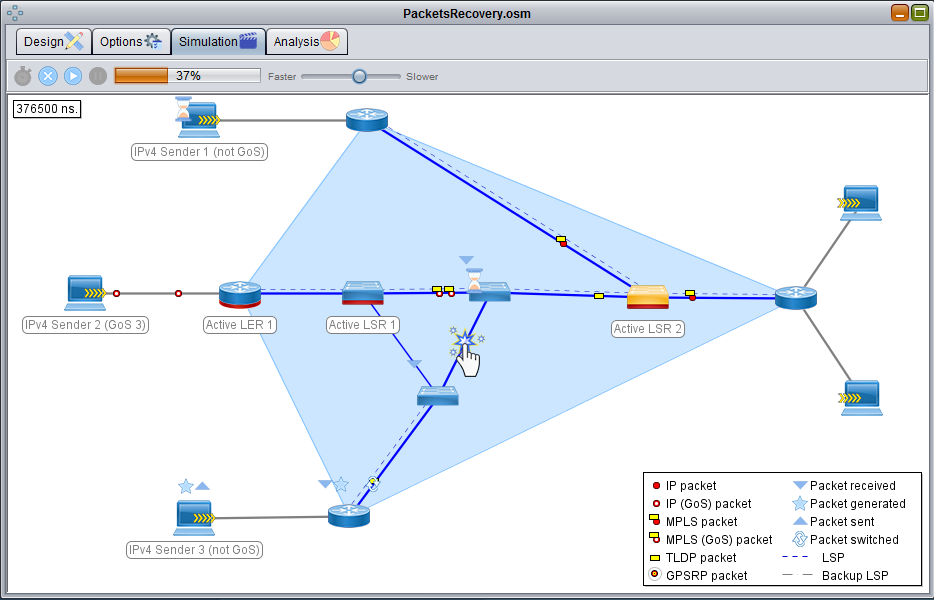 PacketsRecovery.osm
Design Options Simulation Analysis
37% Faster Slower
376500 ns.
IPv4 Sender 1 (not GoS)
IPv4 Sender 2 (GoS 3)
Active LER 1
Active LSR 1
Active LSR 2
IPv4 Sender 3 (not GoS)
IP packet Packet received
IP (GoS) packet Packet generated
MPLS packet Packet sent
MPLS (GoS) packet Packet switched
TLDP packet LSP
GPSRP packet Backup LSP